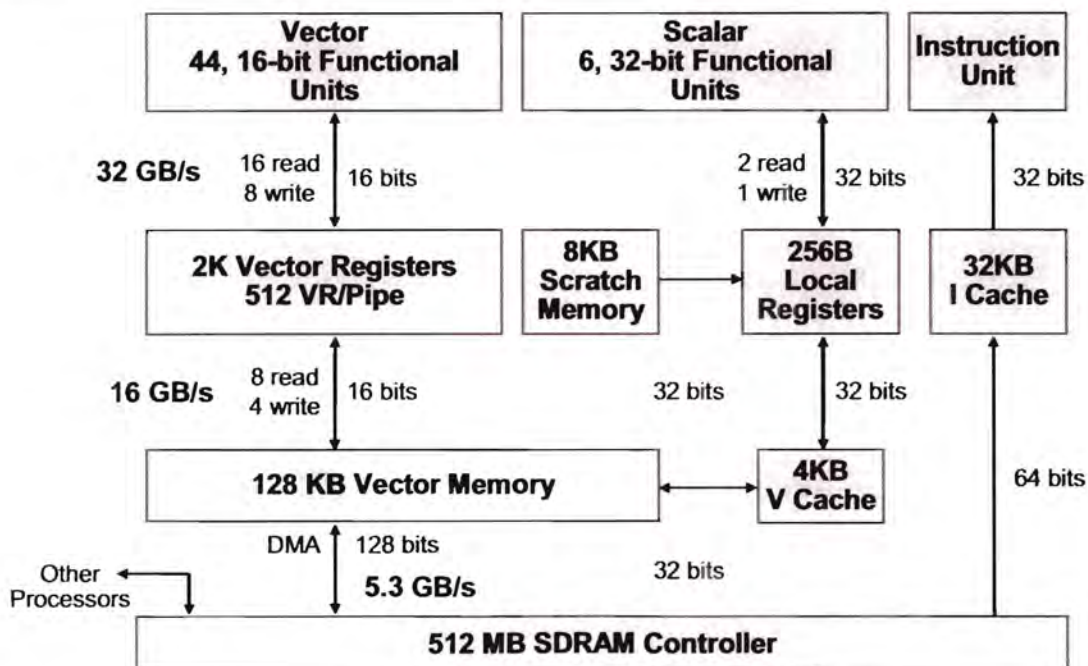 Vector
44, 16-bit Functional
Units
Scalar
6, 32-bit Functional
Units
Instruction
Unit
32 GB/s
16 read
8 write
16 bits
2 read
1 write
32 bits
32 bits
2K Vector Registers
512 VR/Pipe
8KB
Scratch
Memory
256B
Local
Registers
32KB
I Cache
16 GB/s
8 read
4 write
16 bits
32 bits
32 bits
128 KB Vector Memory
4KB
V Cache
64 bits
DMA
128 bits
5.3 GB/s
32 bits
Other
Processors
512 MB SDRAM Controller